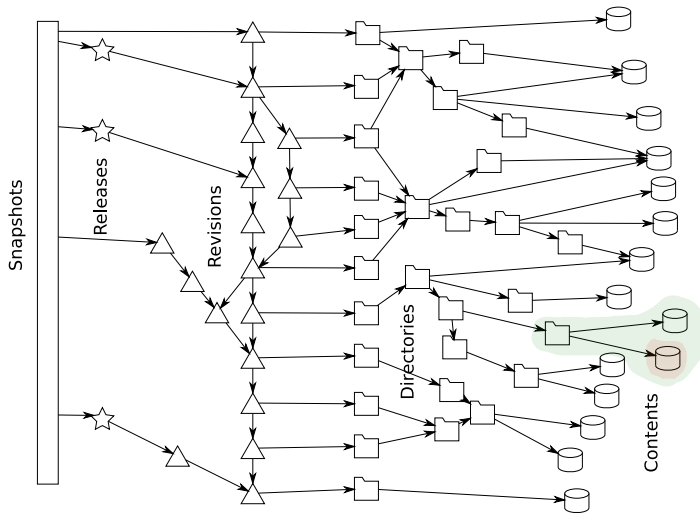 Snapshots
Releases
Revisions
Directories
Contents